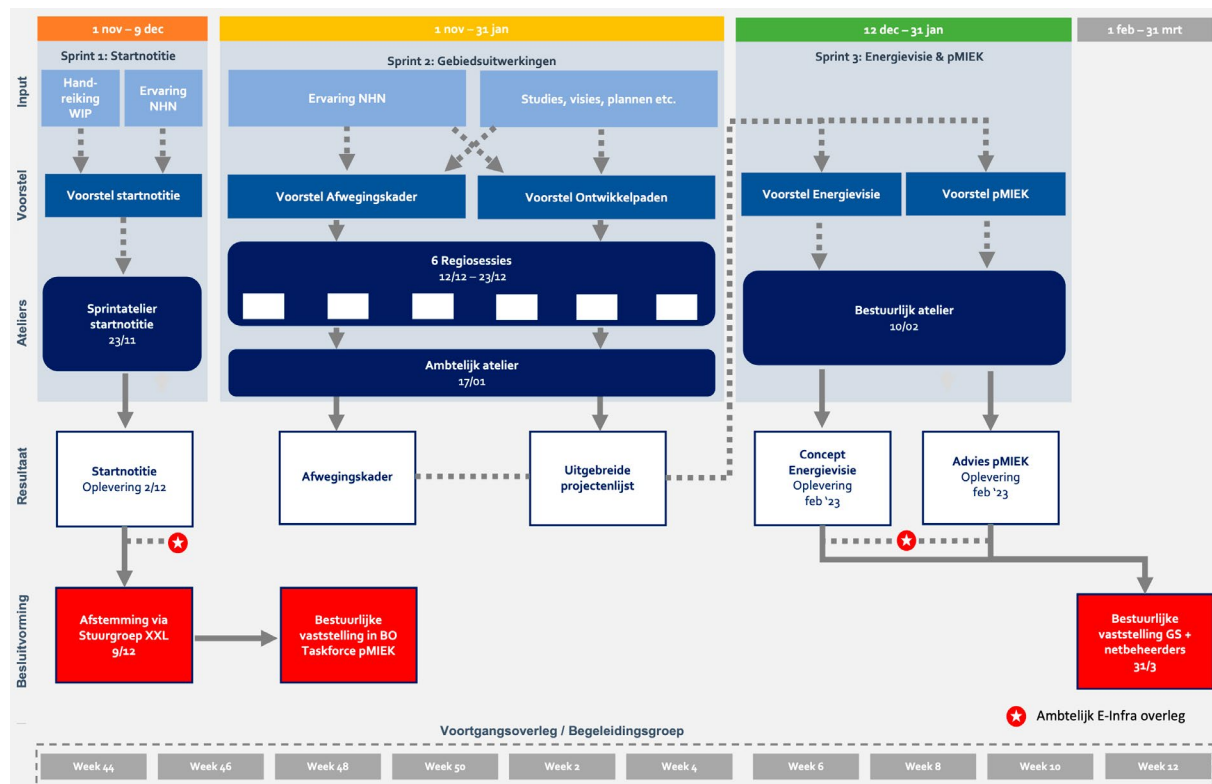 1 nov – 9 dec
1 nov – 31 jan
12 dec – 31 jan
1 feb – 31 mrt
Sprint 1: Startnotitie
Sprint 2: Gebiedsuitwerkingen
Sprint 3: Energievisie & pMIEK
Input
Hand-
reiking
WIP
Ervaring
NHN
Ervaring NHN
Studies, visies, plannen etc.
Voorstel
Voorstel startnotitie
Voorstel Afwegingskader
Voorstel Ontwikkelpaden
Voorstel Energievisie
Voorstel pMIEK
Ateliers
Sprintatelier
startnotitie
23/11
6 Regiosessies
12/12 – 23/12
Ambtelijk atelier
17/01
Bestuurlijk atelier
10/02
Resultaat
Startnotitie
Oplevering 2/12
Afwegingskader
Uitgebreide
projectenlijst
Concept
Energievisie
Oplevering
feb ‘23
Advies pMIEK
Oplevering
feb ‘23
Besluitvorming
Afstemming via
Stuurgroep XXL
9/12
Bestuurlijke
vaststelling in BO
Taskforce pMIEK
Bestuurlijke
vaststelling GS +
netbeheerders
31/3
Ambtelijk E-Infra overleg
Voortgangsoverleg / Begeleidingsgroep
Week 44
Week 46
Week 48
Week 50
Week 2
Week 4
Week 6
Week 8
Week 10
Week 12